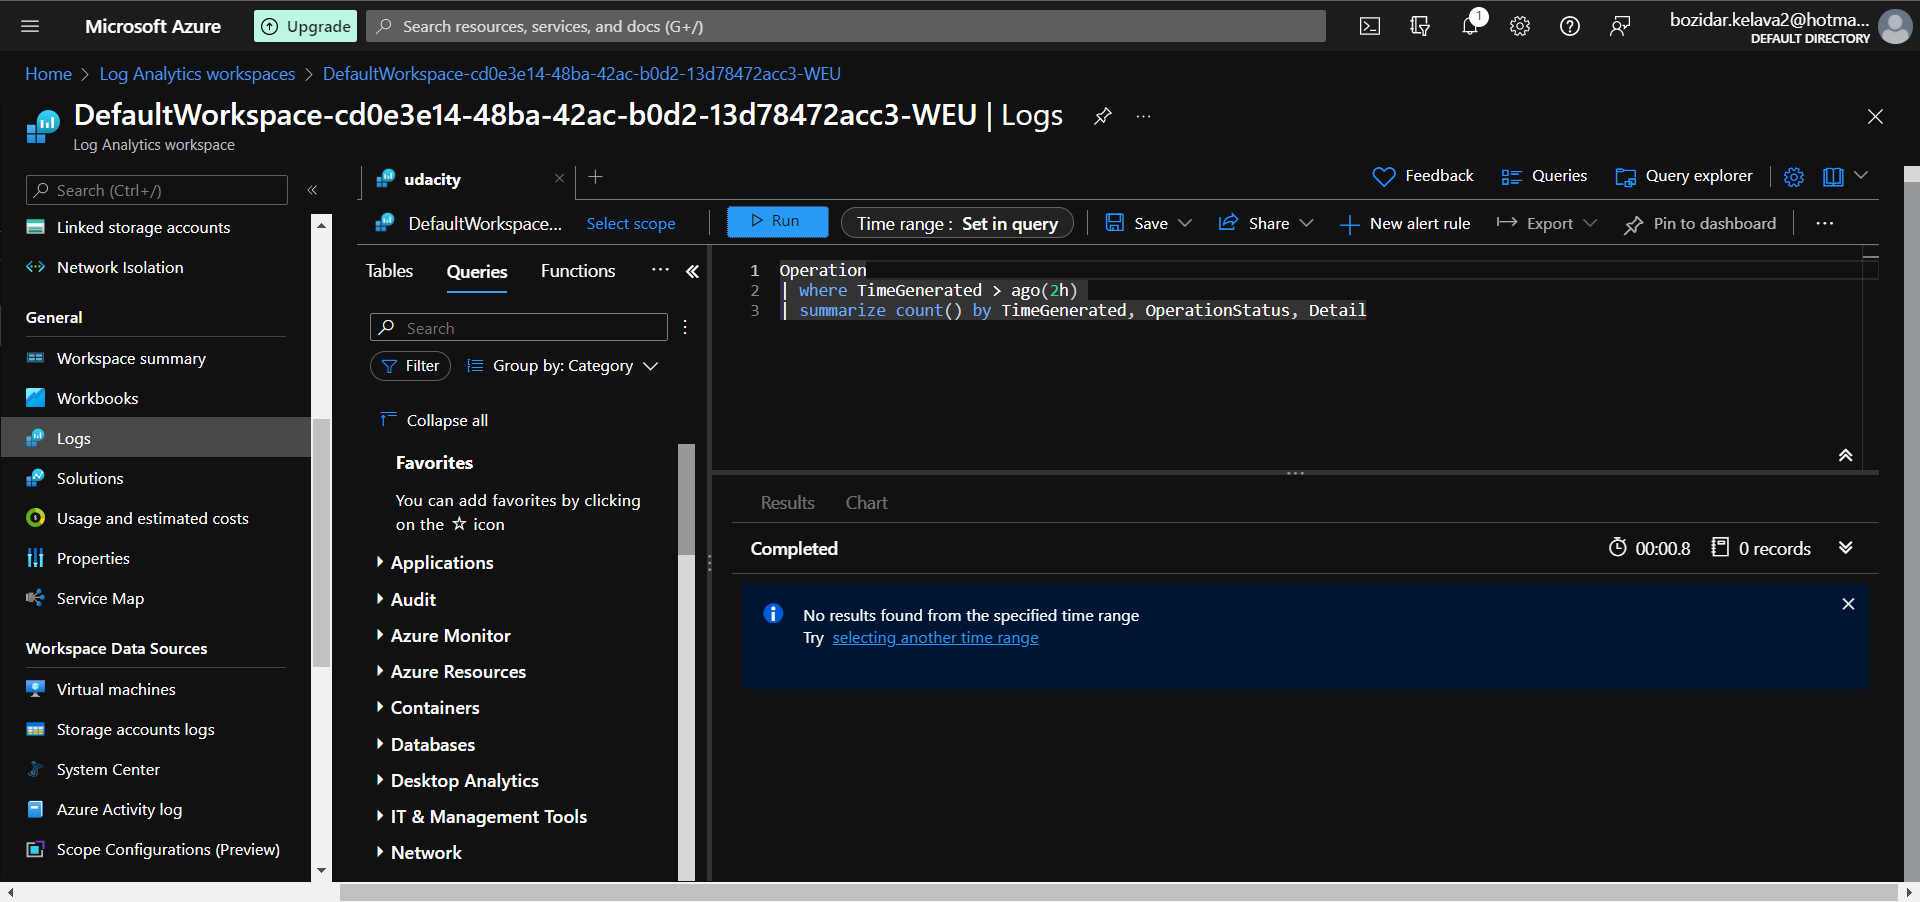 Microsoft Azure
Upgrade
Search resources, services, and docs (G+/)
1
bozidar.kelava2@hotma...
DEFAULT DIRECTORY
Home > Log Analytics workspaces > DefaultWorkspace-cd0e3e14-48ba-42ac-b0d2-13d78472acc3-WEU
DefaultWorkspace-cd0e3e14-48ba-42ac-b0d2-13d78472acc3-WEU | Logs
Log Analytics workspace
Search (Ctrl+/)
Linked storage accounts
Network Isolation
General
Workspace summary
Workbooks
Logs
Solutions
Usage and estimated costs
Properties
Service Map
Workspace Data Sources
Virtual machines
Storage accounts logs
System Center
Azure Activity log
Scope Configurations (Preview)
udacity
Feedback
Queries
Query explorer
DefaultWorkspace...
Select scope
Run
Time range : Set in query
Save
Share
New alert rule
Export
Pin to dashboard
Tables
Queries
Functions
Search
Filter
Group by: Category
Collapse all
Favorites
You can add favorites by clicking
on the ☆ icon
Applications
Audit
Azure Monitor
Azure Resources
Containers
Databases
Desktop Analytics
IT & Management Tools
Network
1 Operation
2 | where TimeGenerated > ago(2h)
3 | summarize count() by TimeGenerated, OperationStatus, Detail
Results
Chart
Completed
00:00.8
0 records
No results found from the specified time range
Try selecting another time range